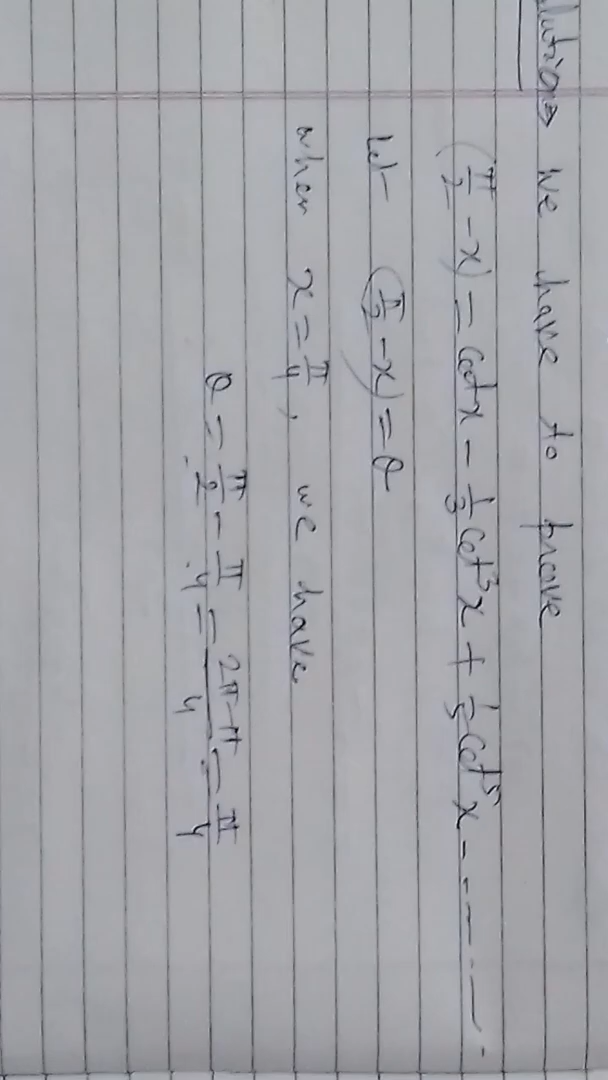 lution⇒ we have to prove
(π/2 - x) = cot x - 1/3 cot³x + 1/5 cot⁵x - - - - - .
Let (π/2 - x) = θ
when x = π/4, we have
θ = π/2 - π/4 = (2π-π)/4 = π/4